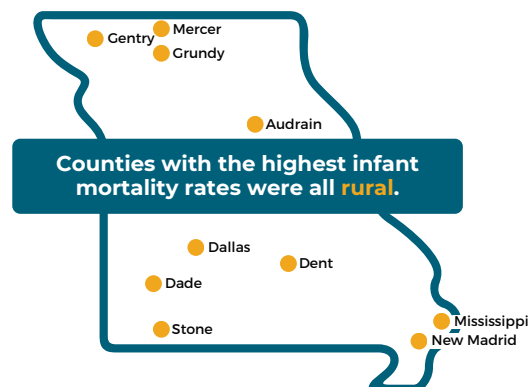 Mercer
Gentry
Grundy
Audrain
Counties with the highest infant
mortality rates were all rural.
Dallas
Dent
Dade
Stone
Mississippi
New Madrid